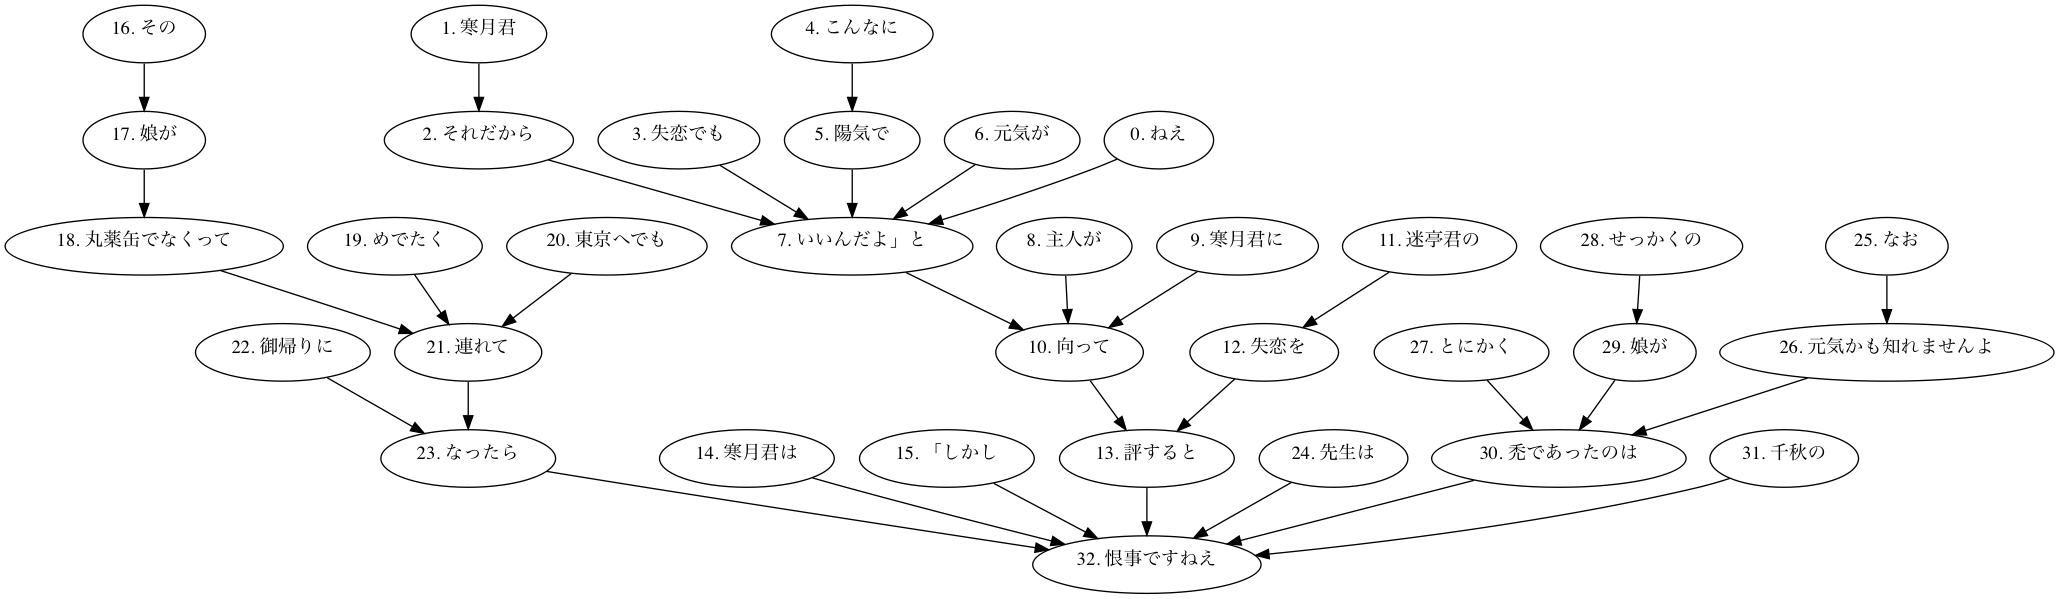 16. その
1. 寒月君
4. こんなに
17. 娘が
2. それだから
3. 失恋でも
5. 陽気で
6. 元気が
0. ねえ
18. 丸薬缶でなくって
19. めでたく
20. 東京へでも
7. いいんだよ」と
8. 主人が
9. 寒月君に
11. 迷亭君の
28. せっかくの
25. なお
22. 御帰りに
21. 連れて
10. 向って
12. 失恋を
27. とにかく
29. 娘が
26. 元気かも知れませんよ
23. なったら
14. 寒月君は
15. 「しかし
13. 評すると
24. 先生は
30. 禿であったのは
31. 千秋の
32. 恨事ですねえ